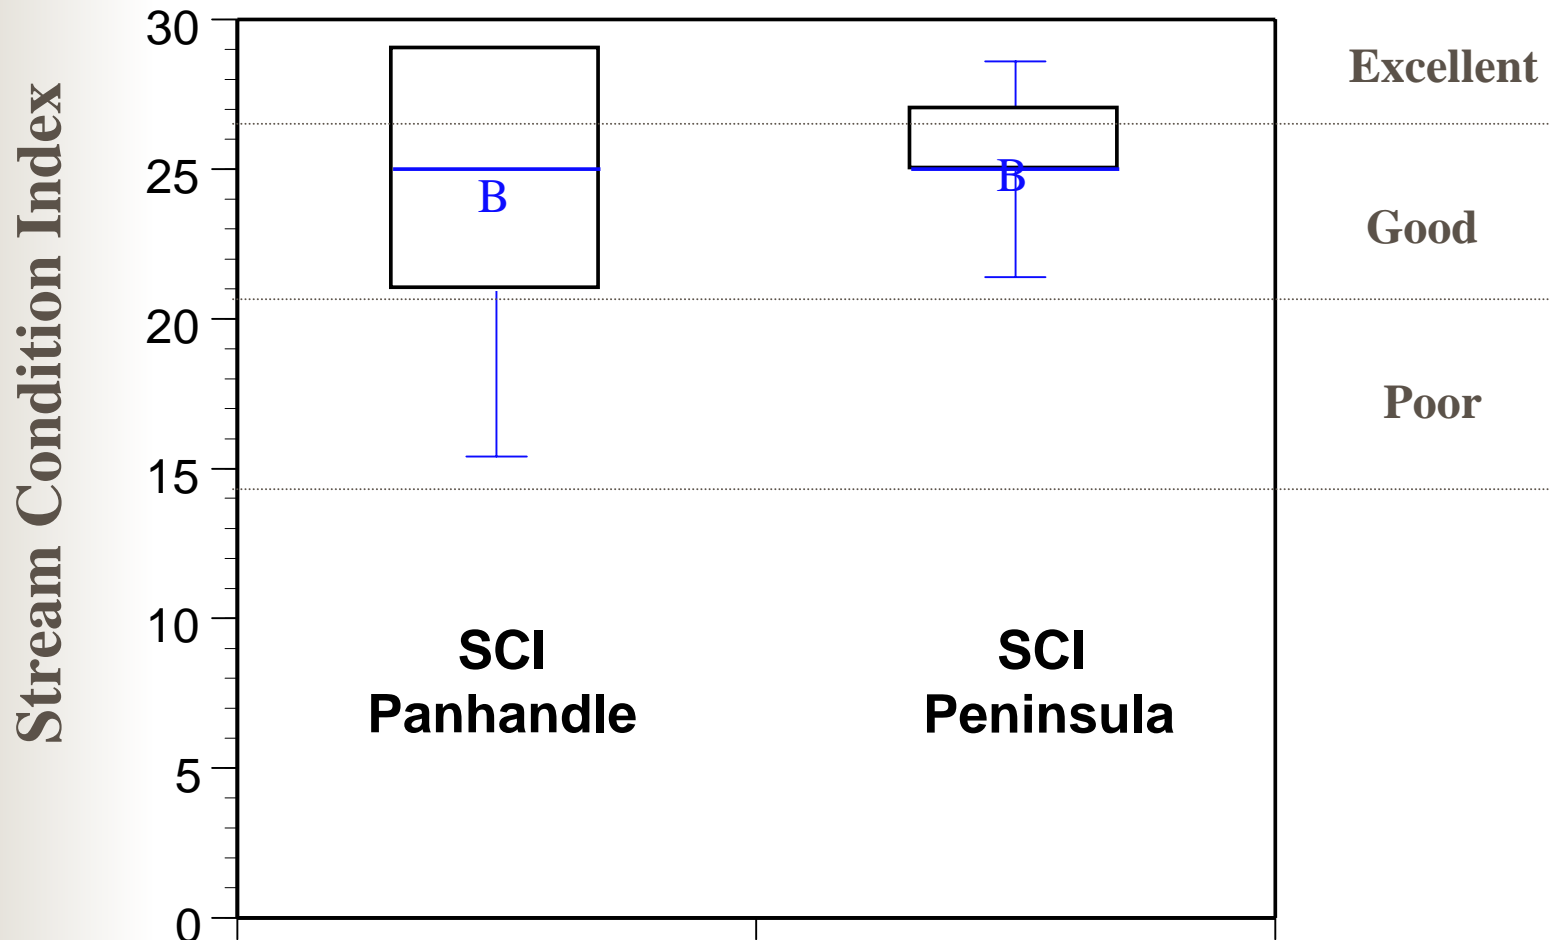 Stream Condition Index
30
25
20
15
10
5
0
B
B
SCI
Panhandle
SCI
Peninsula
Excellent
Good
Poor